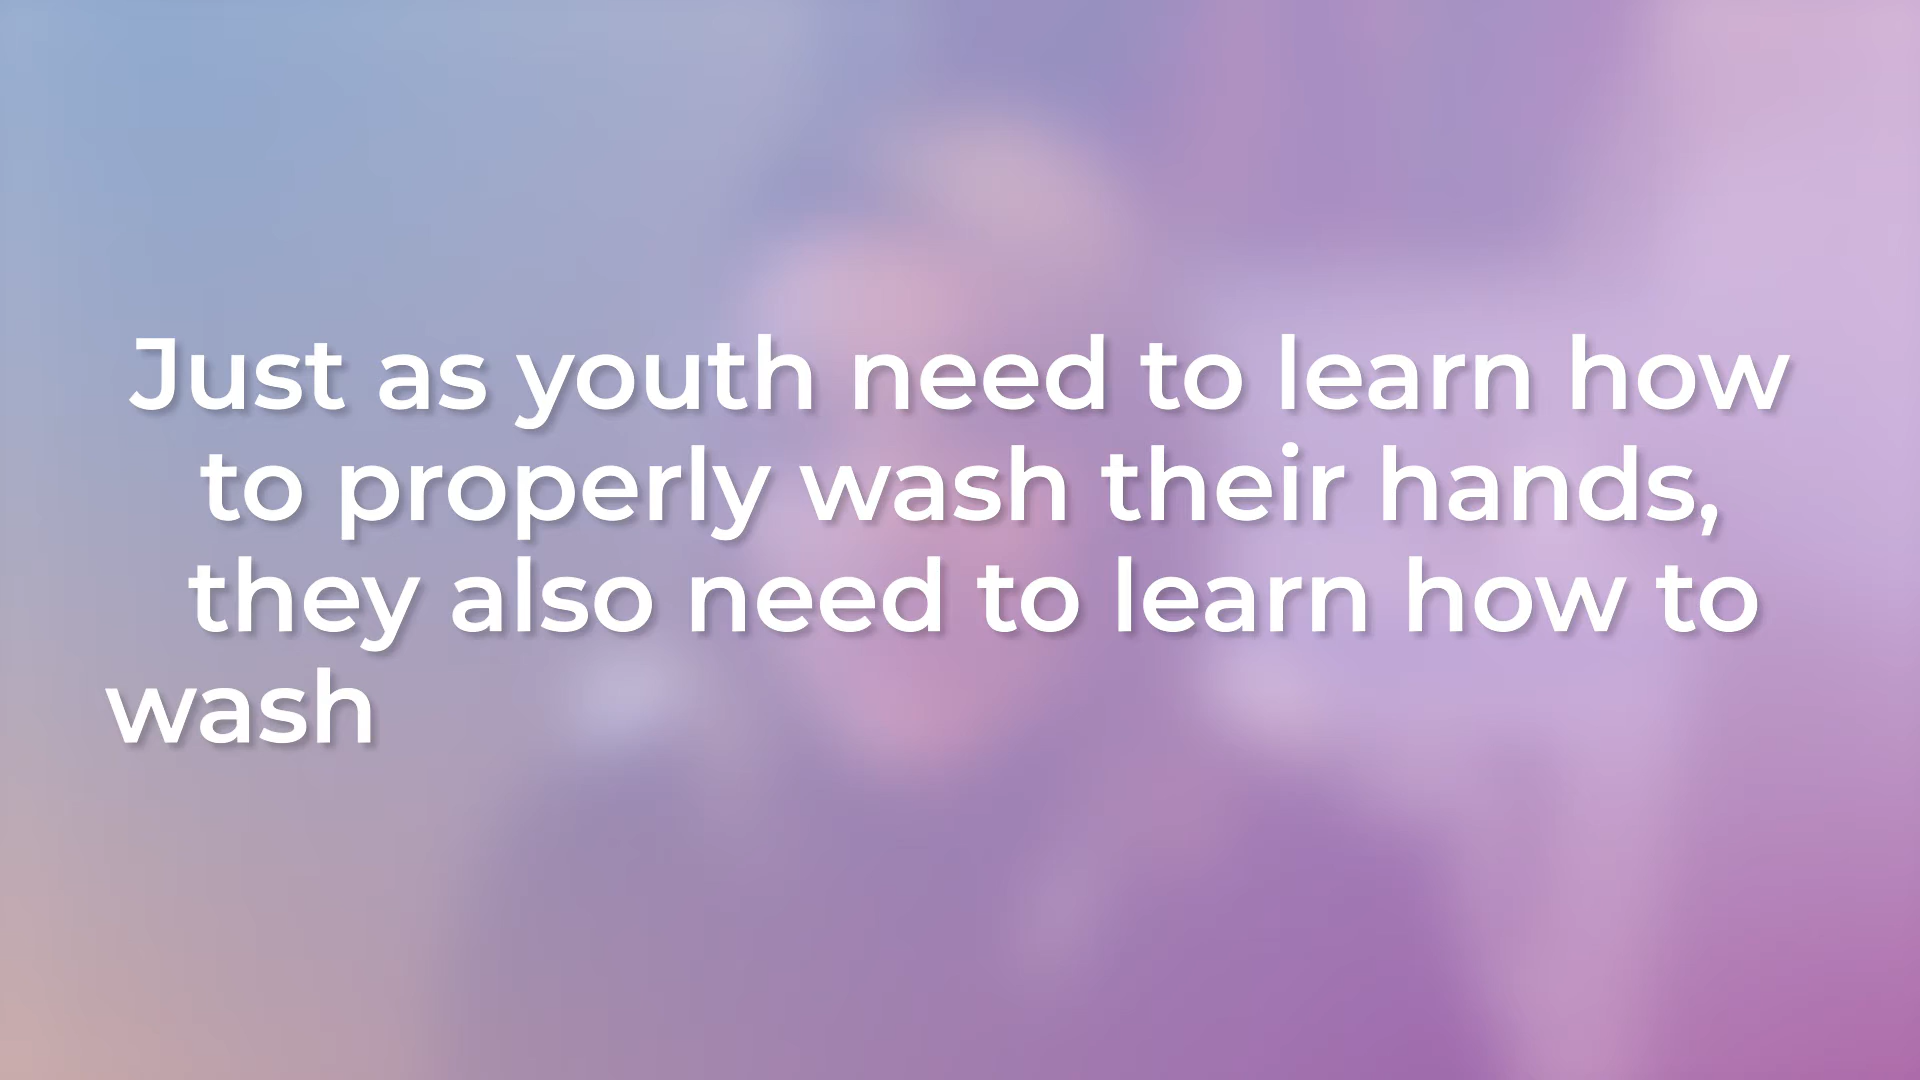 Just as youth need to learn how
to properly wash their hands,
they also need to learn how to
wash